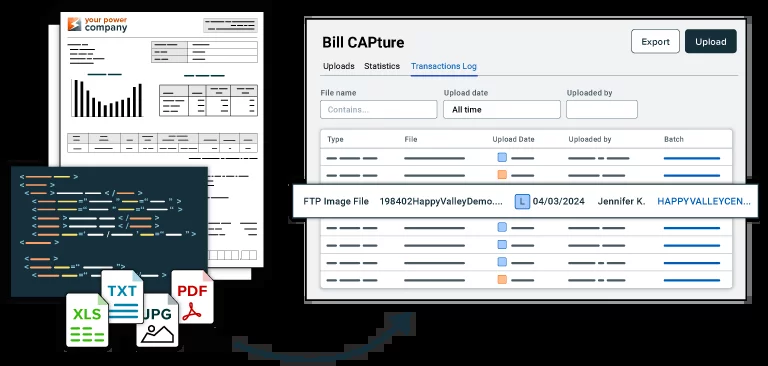 your power
company
XLS
TXT
JPG
PDF
Bill CAPture
Export
Upload
Uploads
Statistics
Transactions Log
File name
Upload date
Uploaded by
Contains...
All time
Type
File
Upload Date
Uploaded by
Batch
FTP Image File
198402HappyValleyDemo....
L
04/03/2024
Jennifer K.
HAPPYVALLEYCEN...